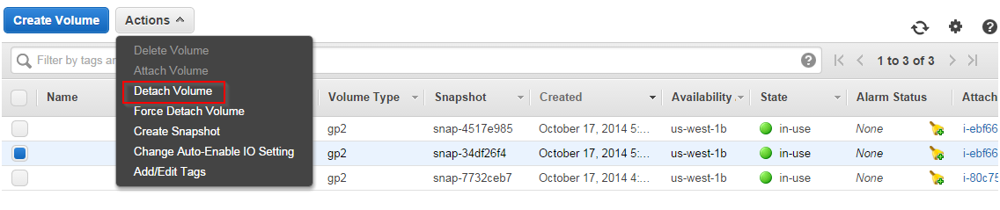 Create Volume Actions
Delete Volume
Attach Volume
Filter by tags an 1 to 3 of 3
Detach Volume
Name Volume Type Snapshot Created Availability State Alarm Status Attach
Force Detach Volume
Create Snapshot
gp2 snap-4517e985 October 17, 2014 5:... us-west-1b in-use None i-ebf66
Change Auto-Enable IO Setting
gp2 snap-34df26f4 October 17, 2014 5:... us-west-1b in-use None i-ebf66
Add/Edit Tags
gp2 snap-7732ceb7 October 17, 2014 4:... us-west-1b in-use None i-80c75